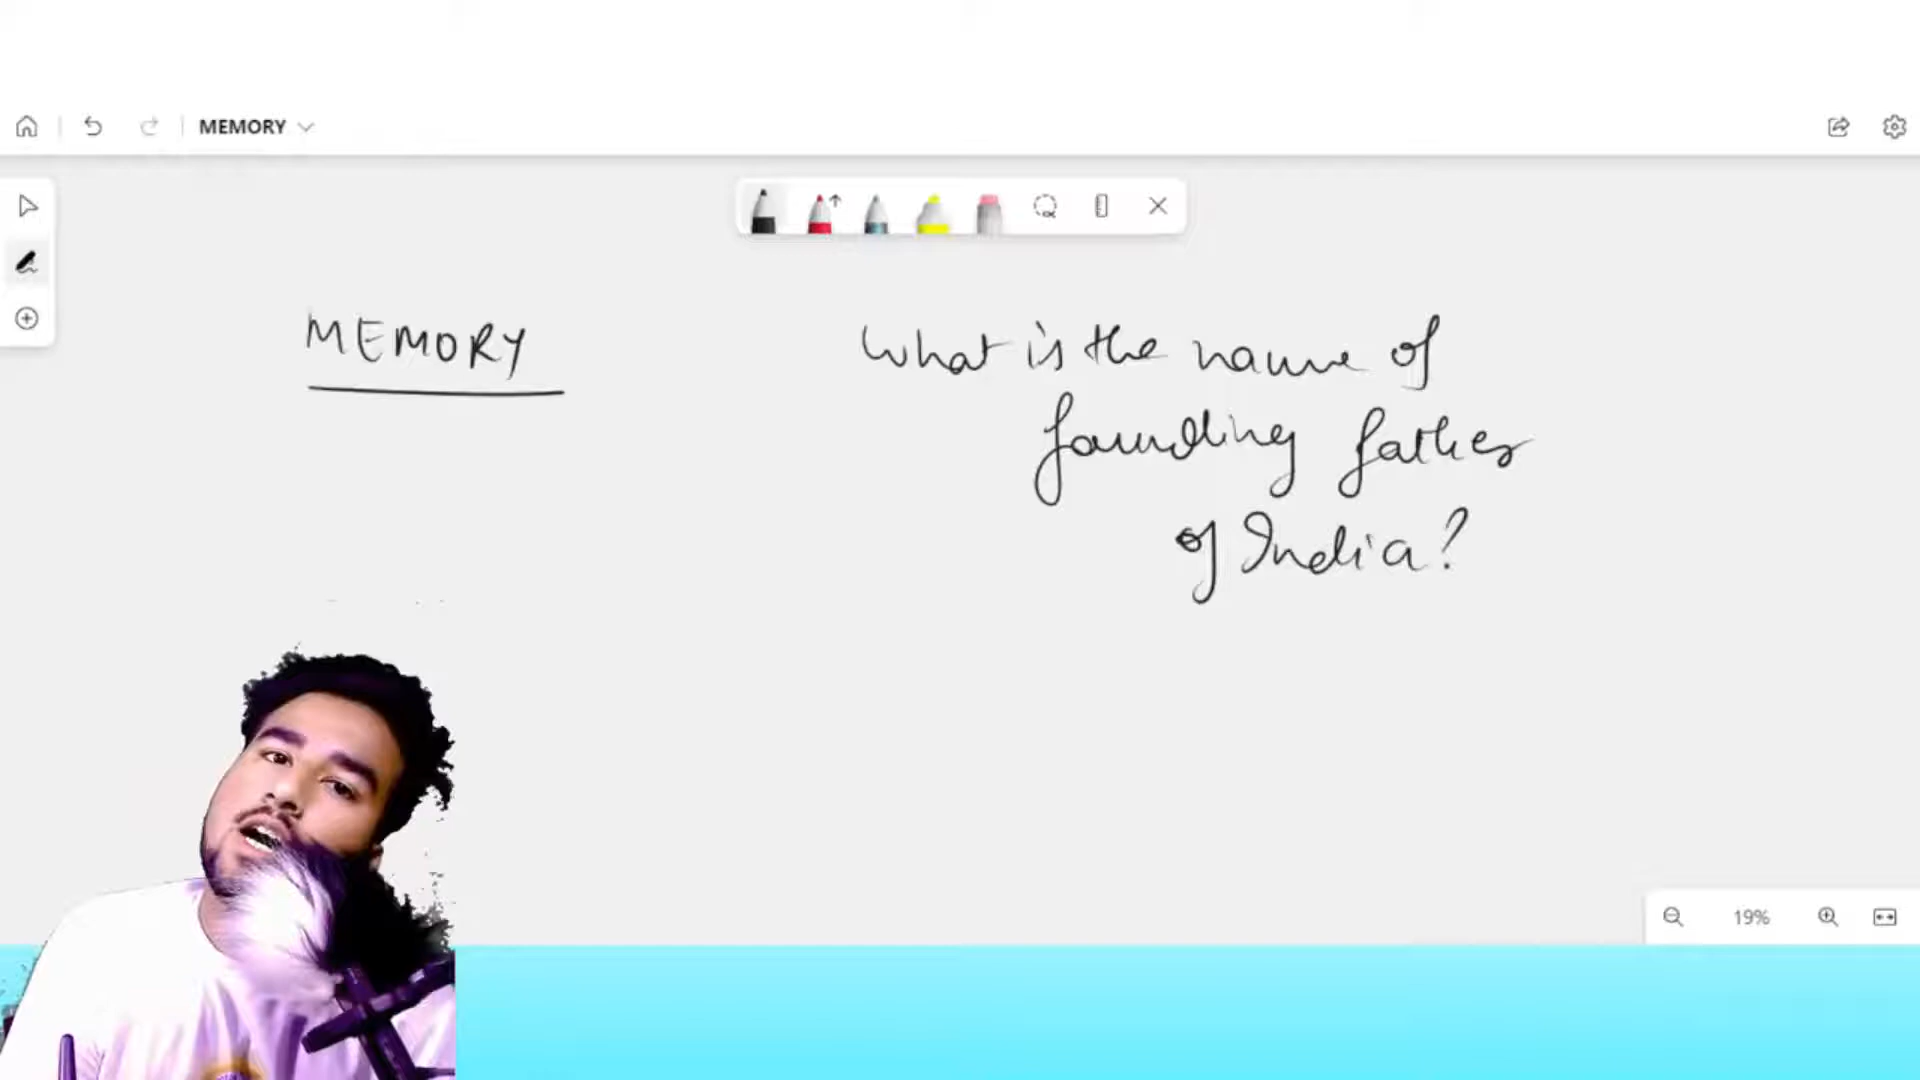 MEMORY
MEMORY
What is the name of
founding father
of India?
19%